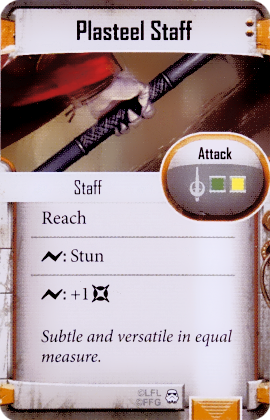 Plasteel Staff
Attack
Staff
Reach
: Stun
: +1
Subtle and versatile in equal
measure.
©LFL
©FFG